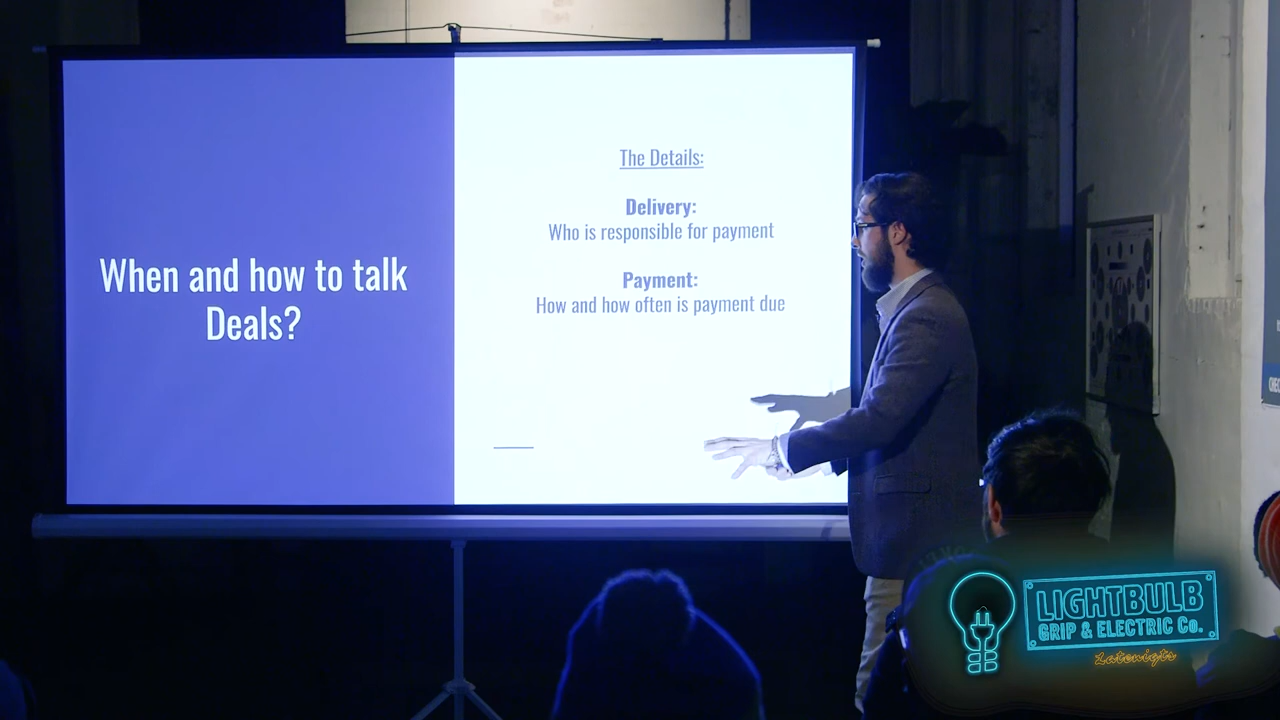 When and how to talk
Deals?
The Details:
Delivery:
Who is responsible for payment
Payment:
How and how often is payment due
LIGHTBULB
GRIP & ELECTRIC Co.
Latenigts